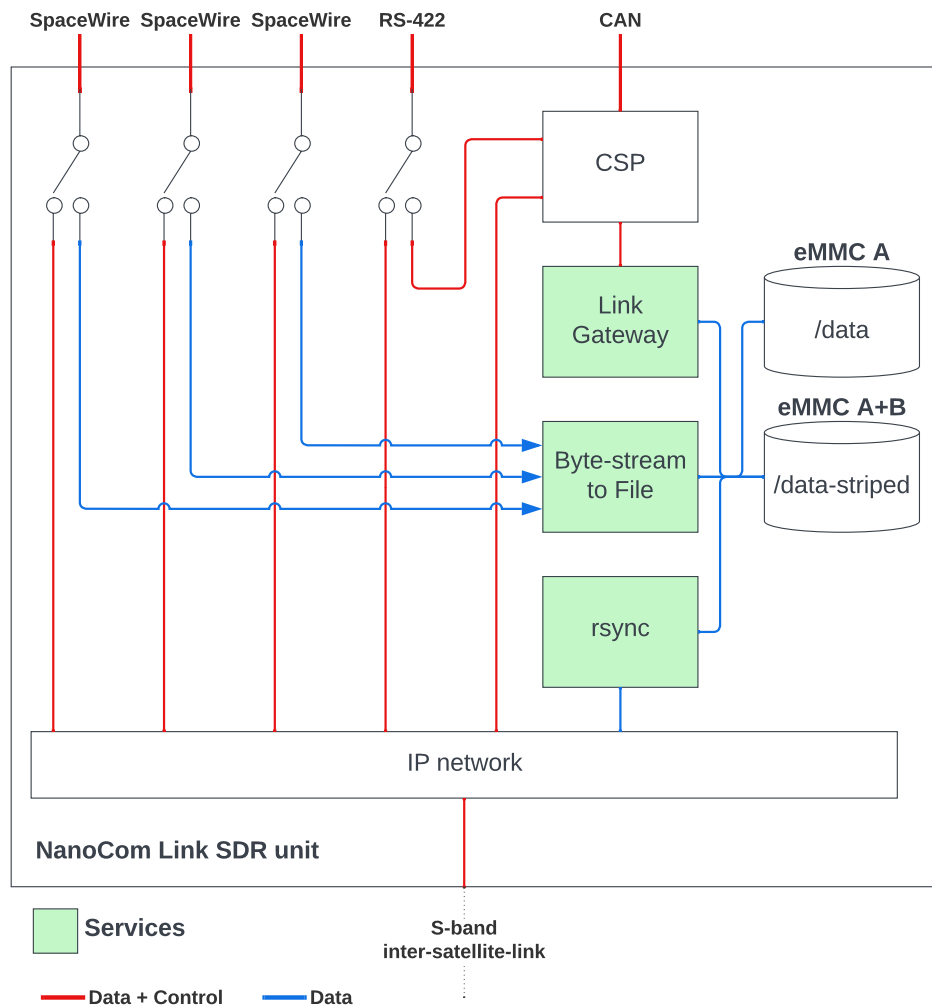 SpaceWire SpaceWire SpaceWire RS-422 CAN
CSP
eMMC A
Link
Gateway
/data
eMMC A+B
Byte-stream
to File
/data-striped
rsync
IP network
NanoCom Link SDR unit
Services
S-band
inter-satellite-link
Data + Control Data